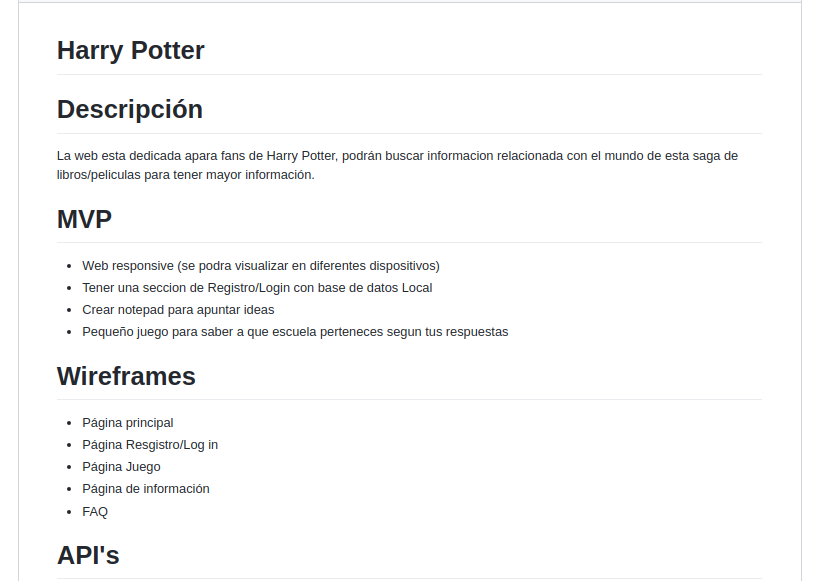 Harry Potter
Descripción
La web esta dedicada apara fans de Harry Potter, podrán buscar informacion relacionada con el mundo de esta saga de
libros/peliculas para tener mayor información.
MVP
Web responsive (se podra visualizar en diferentes dispositivos)
Tener una seccion de Registro/Login con base de datos Local
Crear notepad para apuntar ideas
Pequeño juego para saber a que escuela perteneces segun tus respuestas
Wireframes
Página principal
Página Resgistro/Log in
Página Juego
Página de información
FAQ
API's